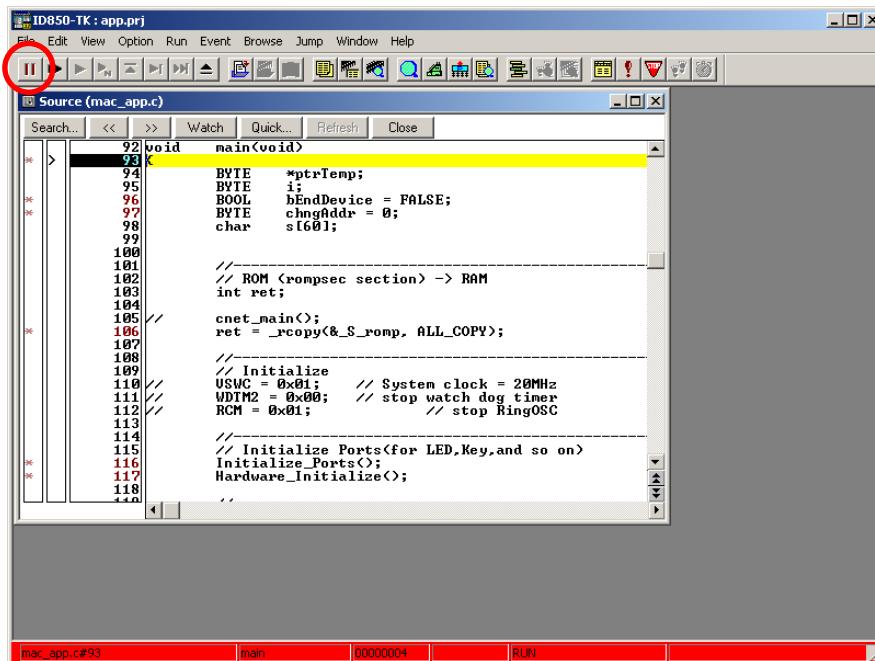 ID850-TK : app.prj
File Edit View Option Run Event Browse Jump Window Help
Source (mac_app.c)
Search... << >> Watch Quick... Refresh Close
92 void main(void)
* > 93 {
94 BYTE *ptrTemp;
95 BYTE i;
* 96 BOOL bEndDevice = FALSE;
* 97 BYTE chngAddr = 0;
98 char s[60];
99
100
101 //--------------------------------------------------
102 // ROM (rompsec section) -> RAM
103 int ret;
104
105 // cnet_main();
* 106 ret = _rcopy(&_S_romp, ALL_COPY);
107
108 //--------------------------------------------------
109 // Initialize
110 // VSWC = 0x01; // System clock = 20MHz
111 // WDTM2 = 0x00; // stop watch dog timer
112 // RCM = 0x01; // stop RingOSC
113
114 //--------------------------------------------------
115 // Initialize Ports(for LED,Key,and so on)
* 116 Initialize_Ports();
* 117 Hardware_Initialize();
118
mac_app.c#93 main 00000004 RUN